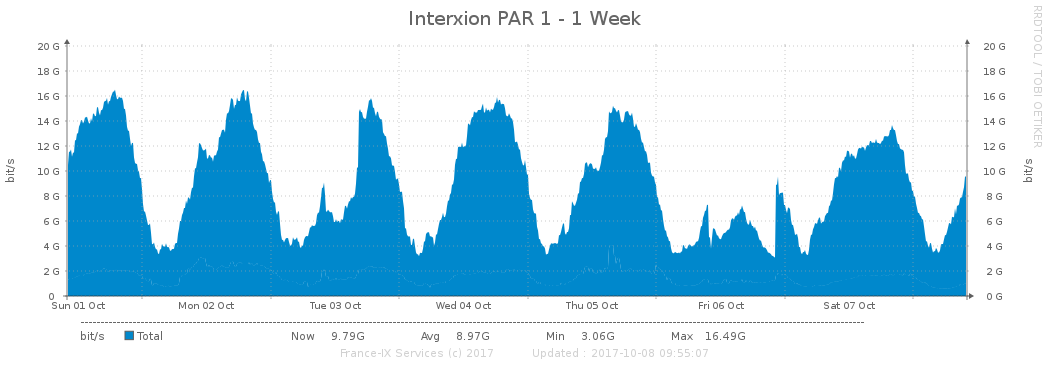 Interxion PAR 1 - 1 Week
RRDTOOL / TOBI OETIKER
bit/s
bit/s
20 G 20 G
18 G 18 G
16 G 16 G
14 G 14 G
12 G 12 G
10 G 10 G
8 G 8 G
6 G 6 G
4 G 4 G
2 G 2 G
0 0 G
Sun 01 Oct Mon 02 Oct Tue 03 Oct Wed 04 Oct Thu 05 Oct Fri 06 Oct Sat 07 Oct
bit/s Total Now 9.79G Avg 8.97G Min 3.06G Max 16.49G
France-IX Services (c) 2017 Updated : 2017-10-08 09:55:07